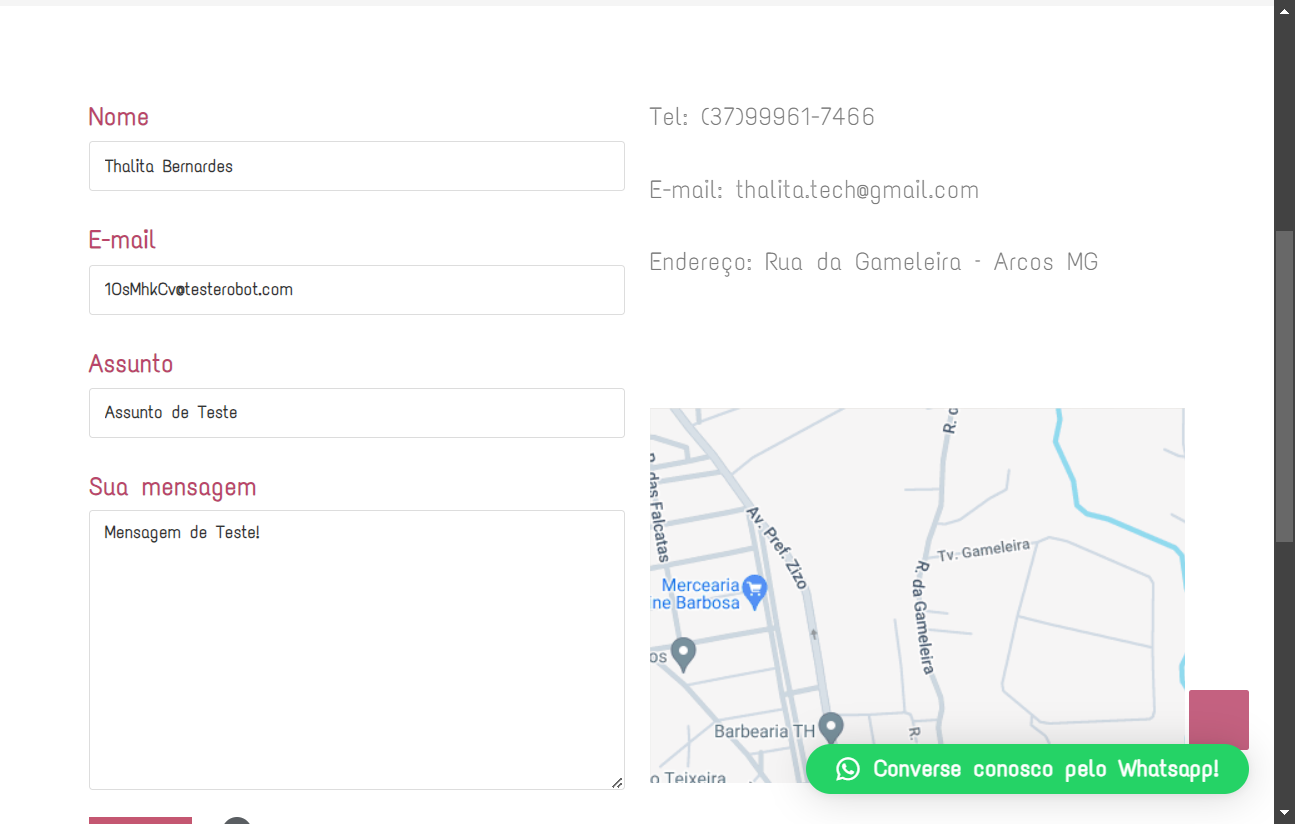 Nome
Thalita Bernardes
E-mail
1OsMhkCv@testerobot.com
Assunto
Assunto de Teste
Sua mensagem
Mensagem de Teste!
Tel: (37)99961-7466
E-mail: thalita.tech@gmail.com
Endereço: Rua da Gameleira - Arcos MG
R. das Falcatas
Av. Pref. Zizo
Tv. Gameleira
R. da Gameleira
Mercearia
ne Barbosa
os
Barbearia TH
R.
o Teixeira
Converse conosco pelo Whatsapp!